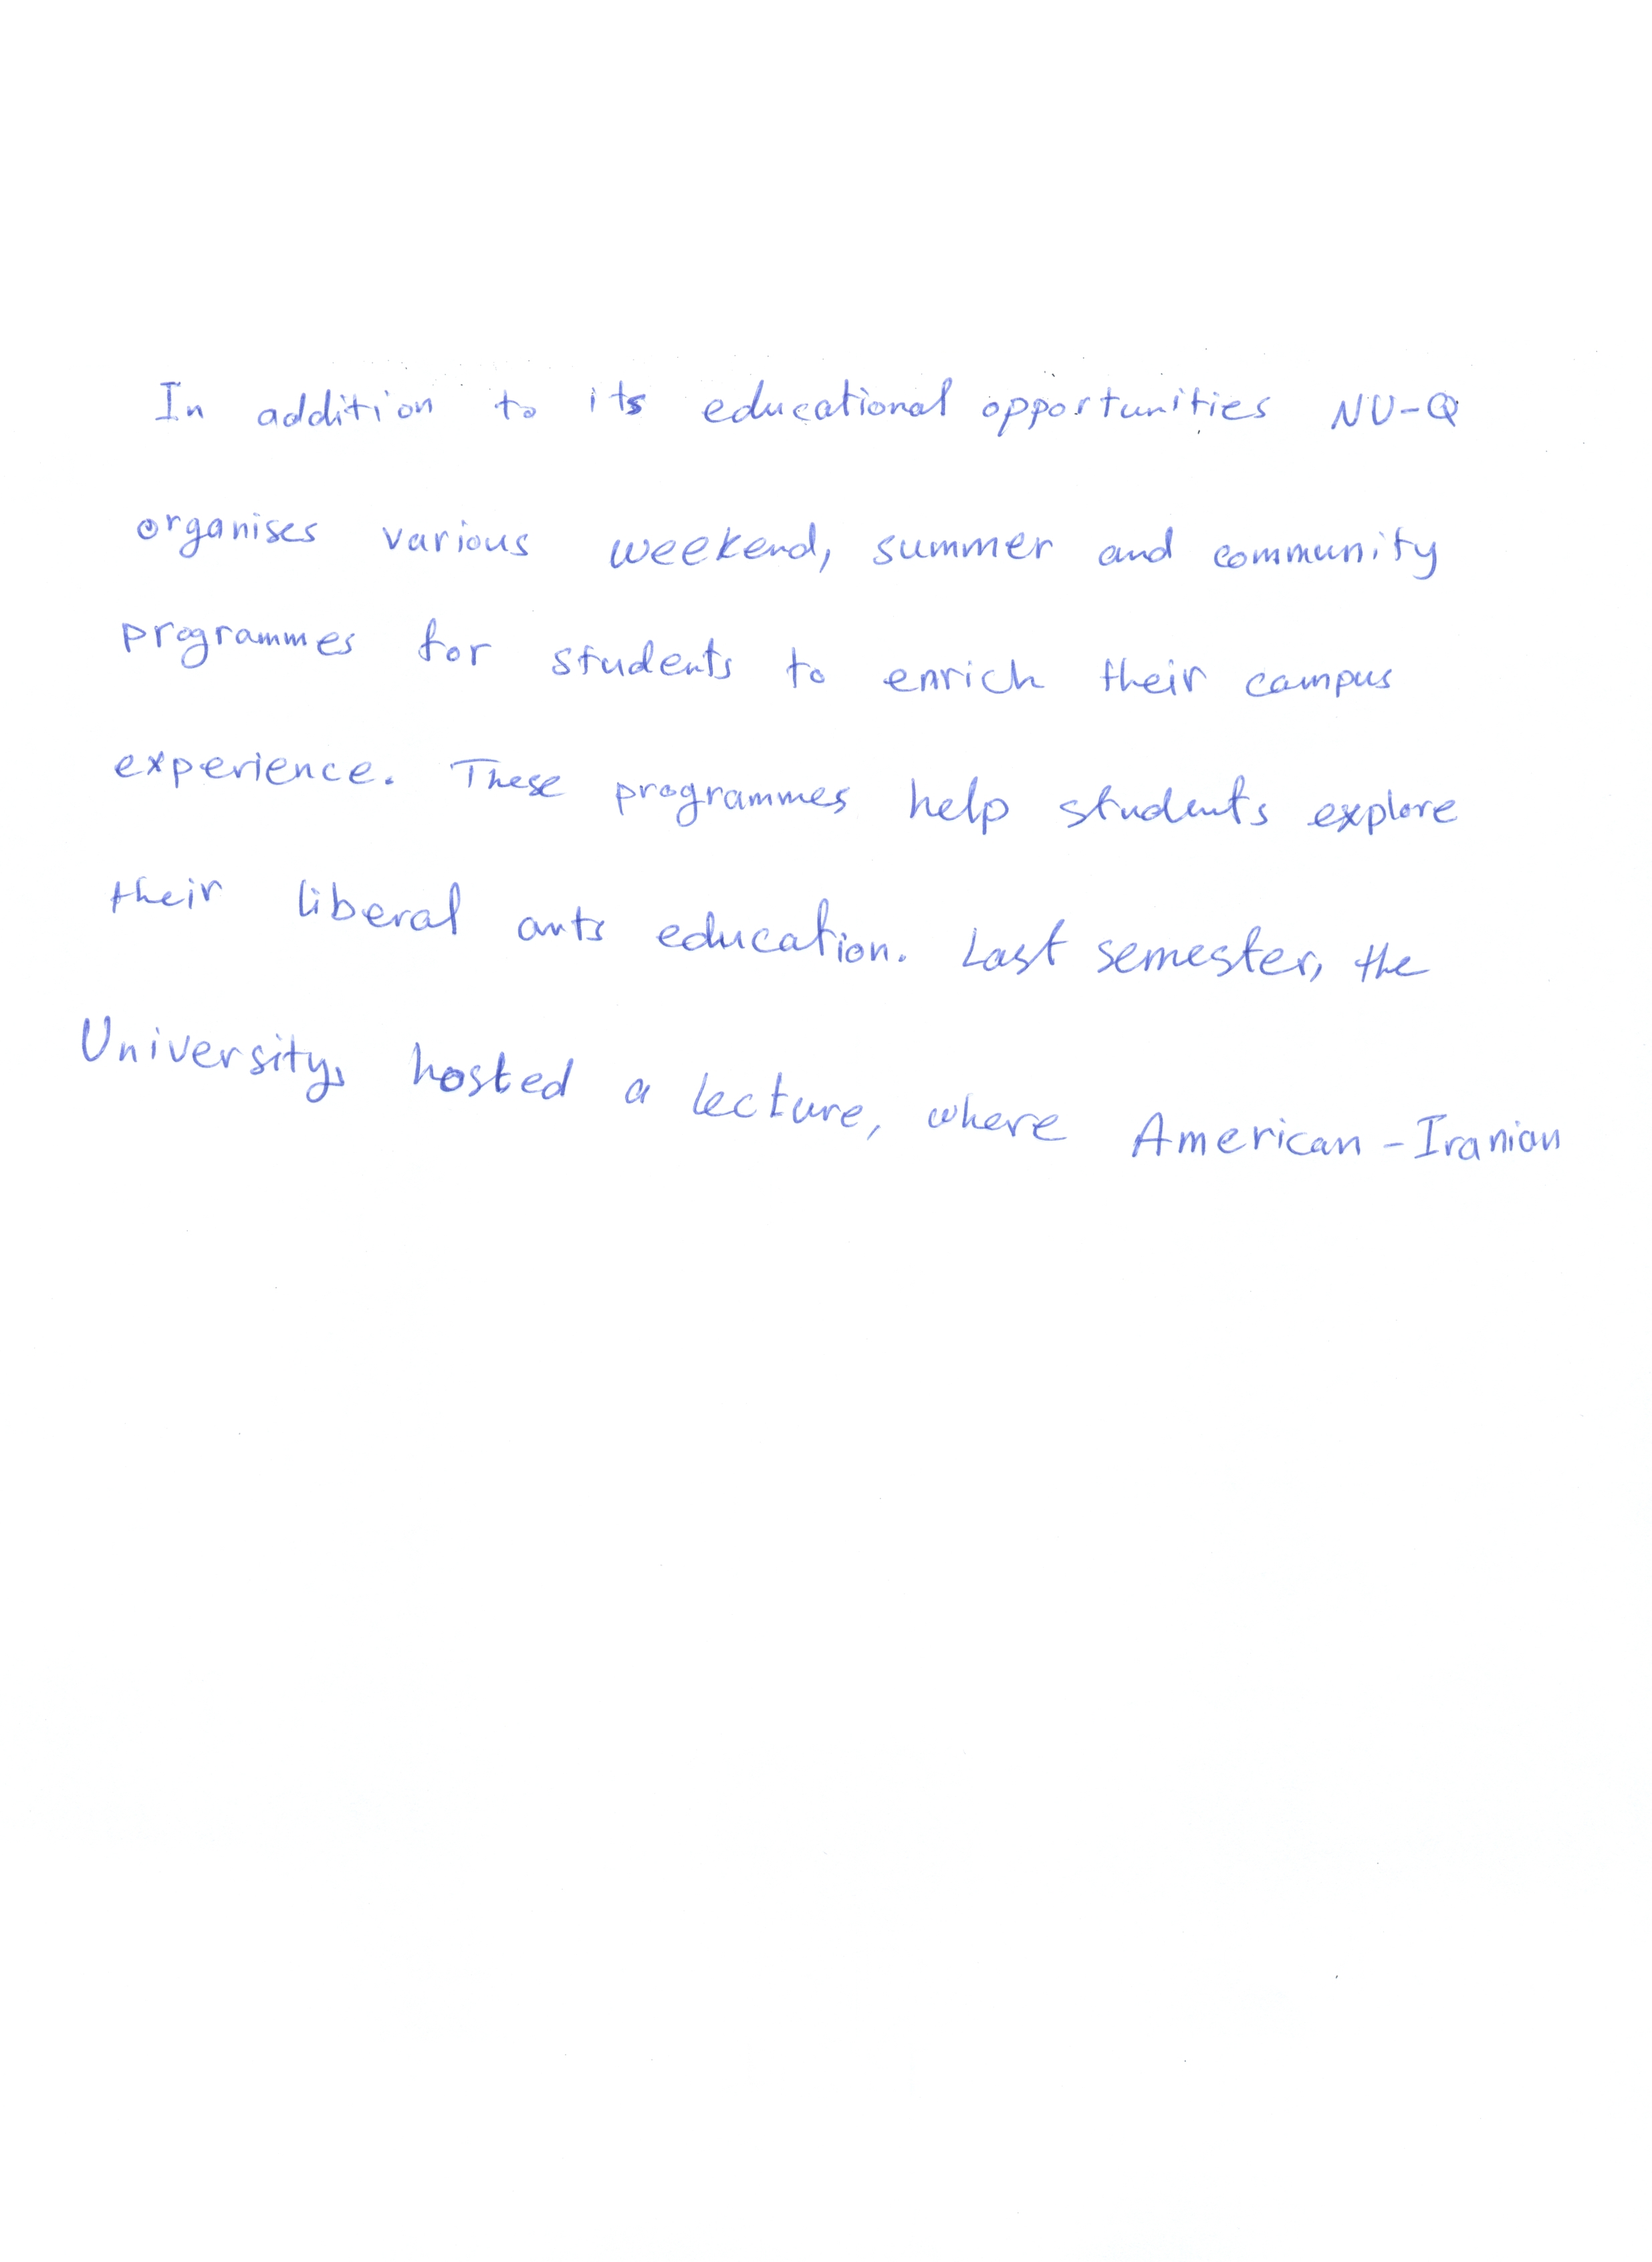 In addition to its educational opportunities NU-Q
organises various weekend, summer and community
programmes for students to enrich their campus
experience. These programmes help students explore
their liberal arts education. Last semester, the
University, hosted a lecture, where American-Iranian